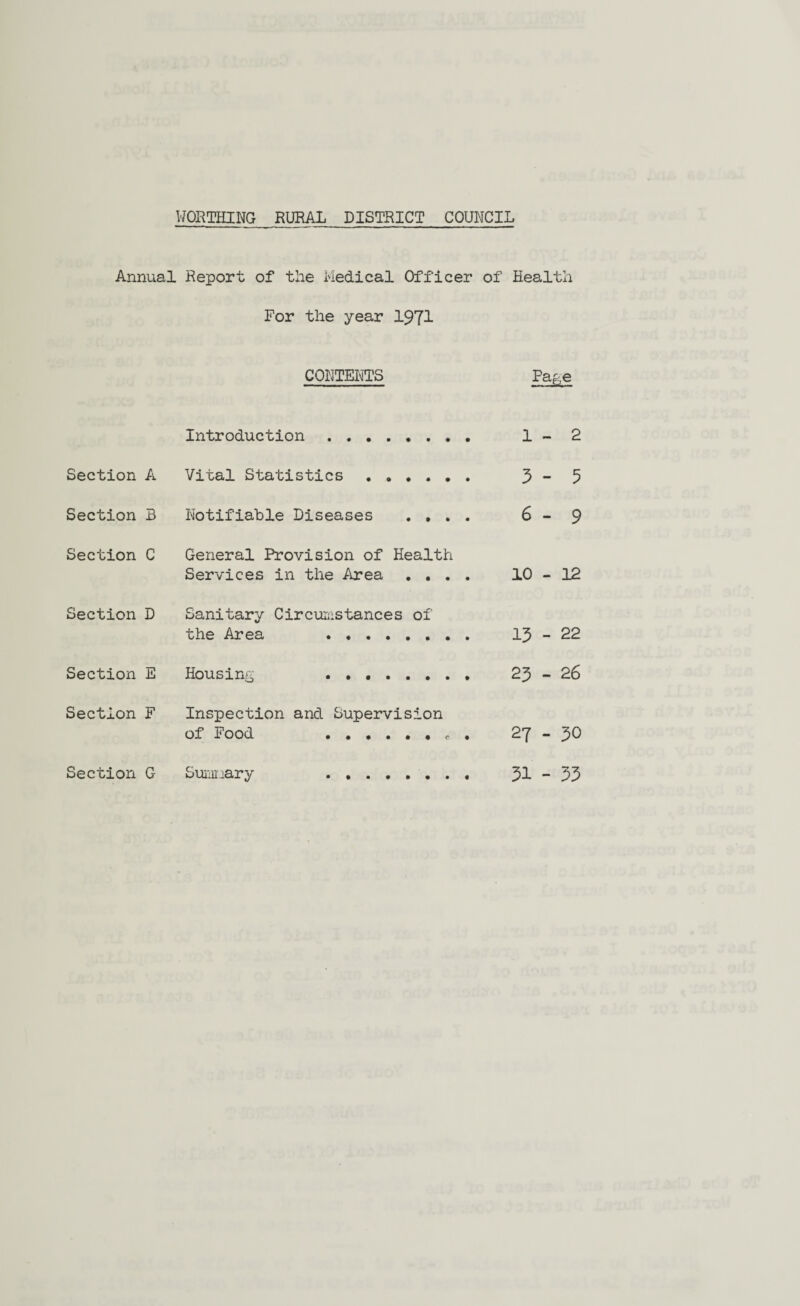 WORTHING RURAL DISTRICT COUNCIL
Annual Report of the Medical Officer of Health
For the year 1971
CONTENTS Page
Introduction . . . . . . . . 1 - 2
Section A Vital Statistics . . . . . . 3 - 5
Section B Notifiable Diseases . . . . 6 - 9
Section C General Provision of Health
Services in the Area . . . . 10 - 12
Section D Sanitary Circumstances of
the Area . . . . . . . . 13 - 22
Section E Housing . . . . . . . . 23 - 26
Section F Inspection and Supervision
of Food . . . . . . . . 27 - 30
Section G Summary . . . . . . . . 31 - 33